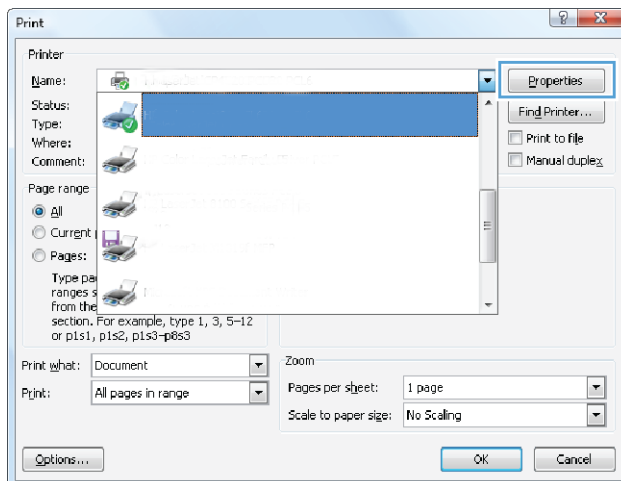 Print
Printer
Name:
Properties
Status:
Find Printer...
Type:
Where:
Print to file
Comment:
Manual duplex
Page range
All
Current
Pages:
Type
ranges
from the
section. For example, type 1, 3, 5–12
or p1s1, p1s2, p1s3–p8s3
Print what: Document
Print: All pages in range
Zoom
Pages per sheet: 1 page
Scale to paper size: No Scaling
Options...
OK
Cancel